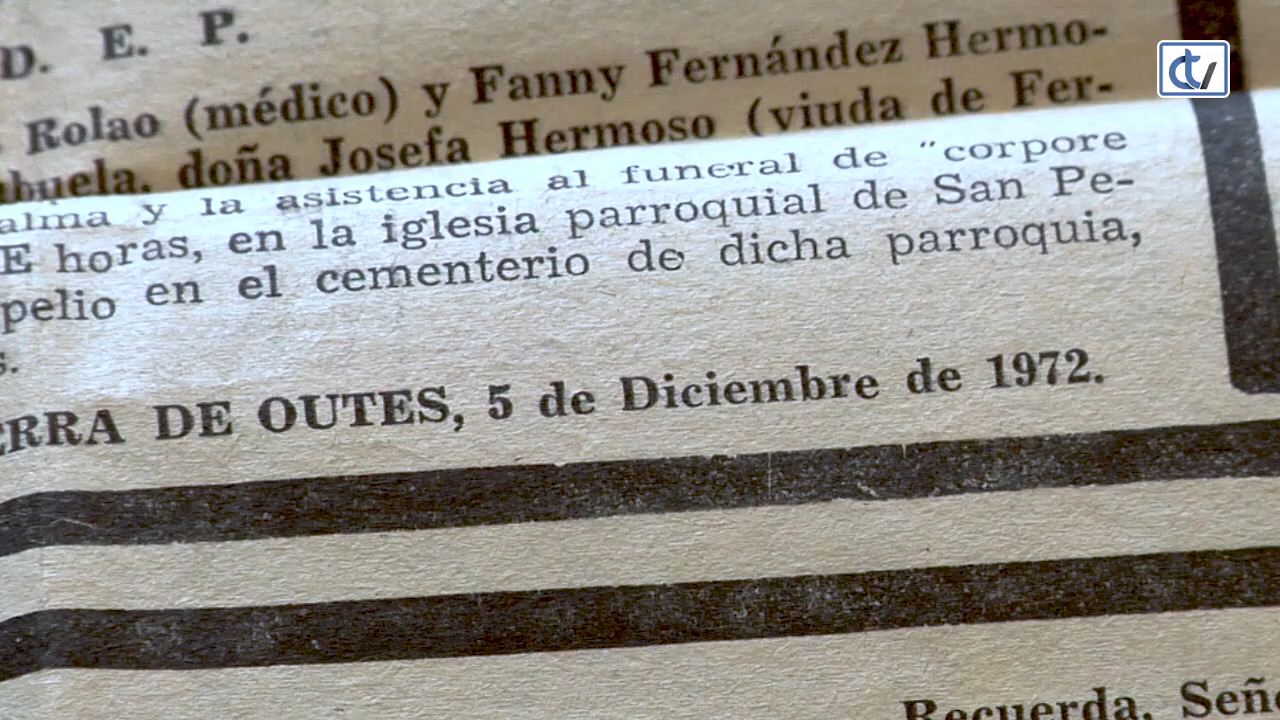 D. E. P.
Rolao (médico) y Fanny Fernández Hermo-
buela, doña Josefa Hermoso (viuda de Fer-
alma y la asistencia al funeral de "corpore
E horas, en la iglesia parroquial de San Pe-
pelio en el cementerio de dicha parroquia,
s.
ERRA DE OUTES, 5 de Diciembre de 1972.
Recuerda, Seño
ctv